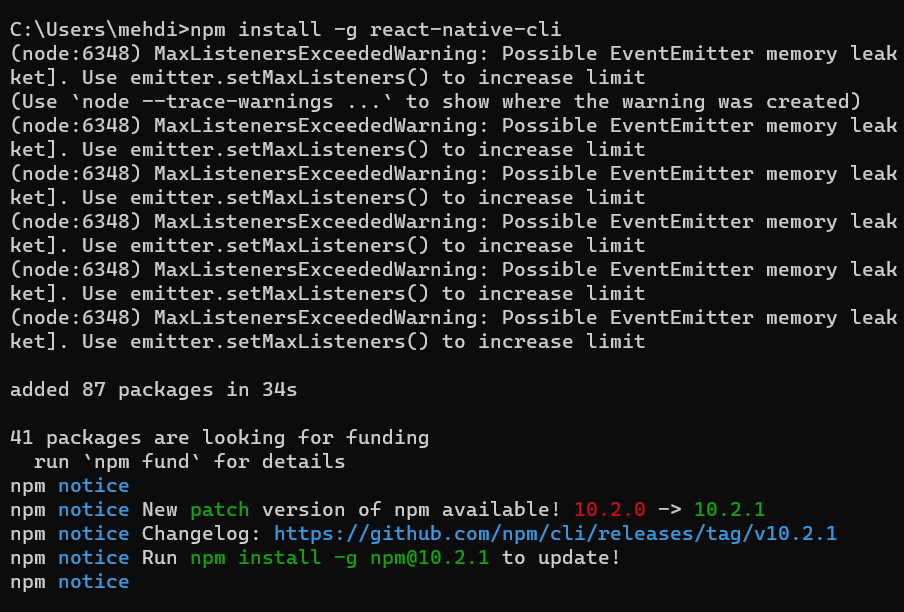 C:\Users\mehdi>npm install -g react-native-cli
(node:6348) MaxListenersExceededWarning: Possible EventEmitter memory leak
ket]. Use emitter.setMaxListeners() to increase limit
(Use `node --trace-warnings ...` to show where the warning was created)
(node:6348) MaxListenersExceededWarning: Possible EventEmitter memory leak
ket]. Use emitter.setMaxListeners() to increase limit
(node:6348) MaxListenersExceededWarning: Possible EventEmitter memory leak
ket]. Use emitter.setMaxListeners() to increase limit
(node:6348) MaxListenersExceededWarning: Possible EventEmitter memory leak
ket]. Use emitter.setMaxListeners() to increase limit
(node:6348) MaxListenersExceededWarning: Possible EventEmitter memory leak
ket]. Use emitter.setMaxListeners() to increase limit
(node:6348) MaxListenersExceededWarning: Possible EventEmitter memory leak
ket]. Use emitter.setMaxListeners() to increase limit
added 87 packages in 34s
41 packages are looking for funding
  run `npm fund` for details
npm notice
npm notice New patch version of npm available! 10.2.0 -> 10.2.1
npm notice Changelog: https://github.com/npm/cli/releases/tag/v10.2.1
npm notice Run npm install -g npm@10.2.1 to update!
npm notice